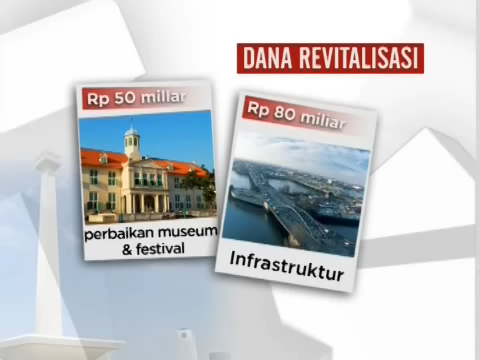 DANA REVITALISASI
Rp 50 miliar
perbaikan museum
& festival
Rp 80 miliar
Infrastruktur